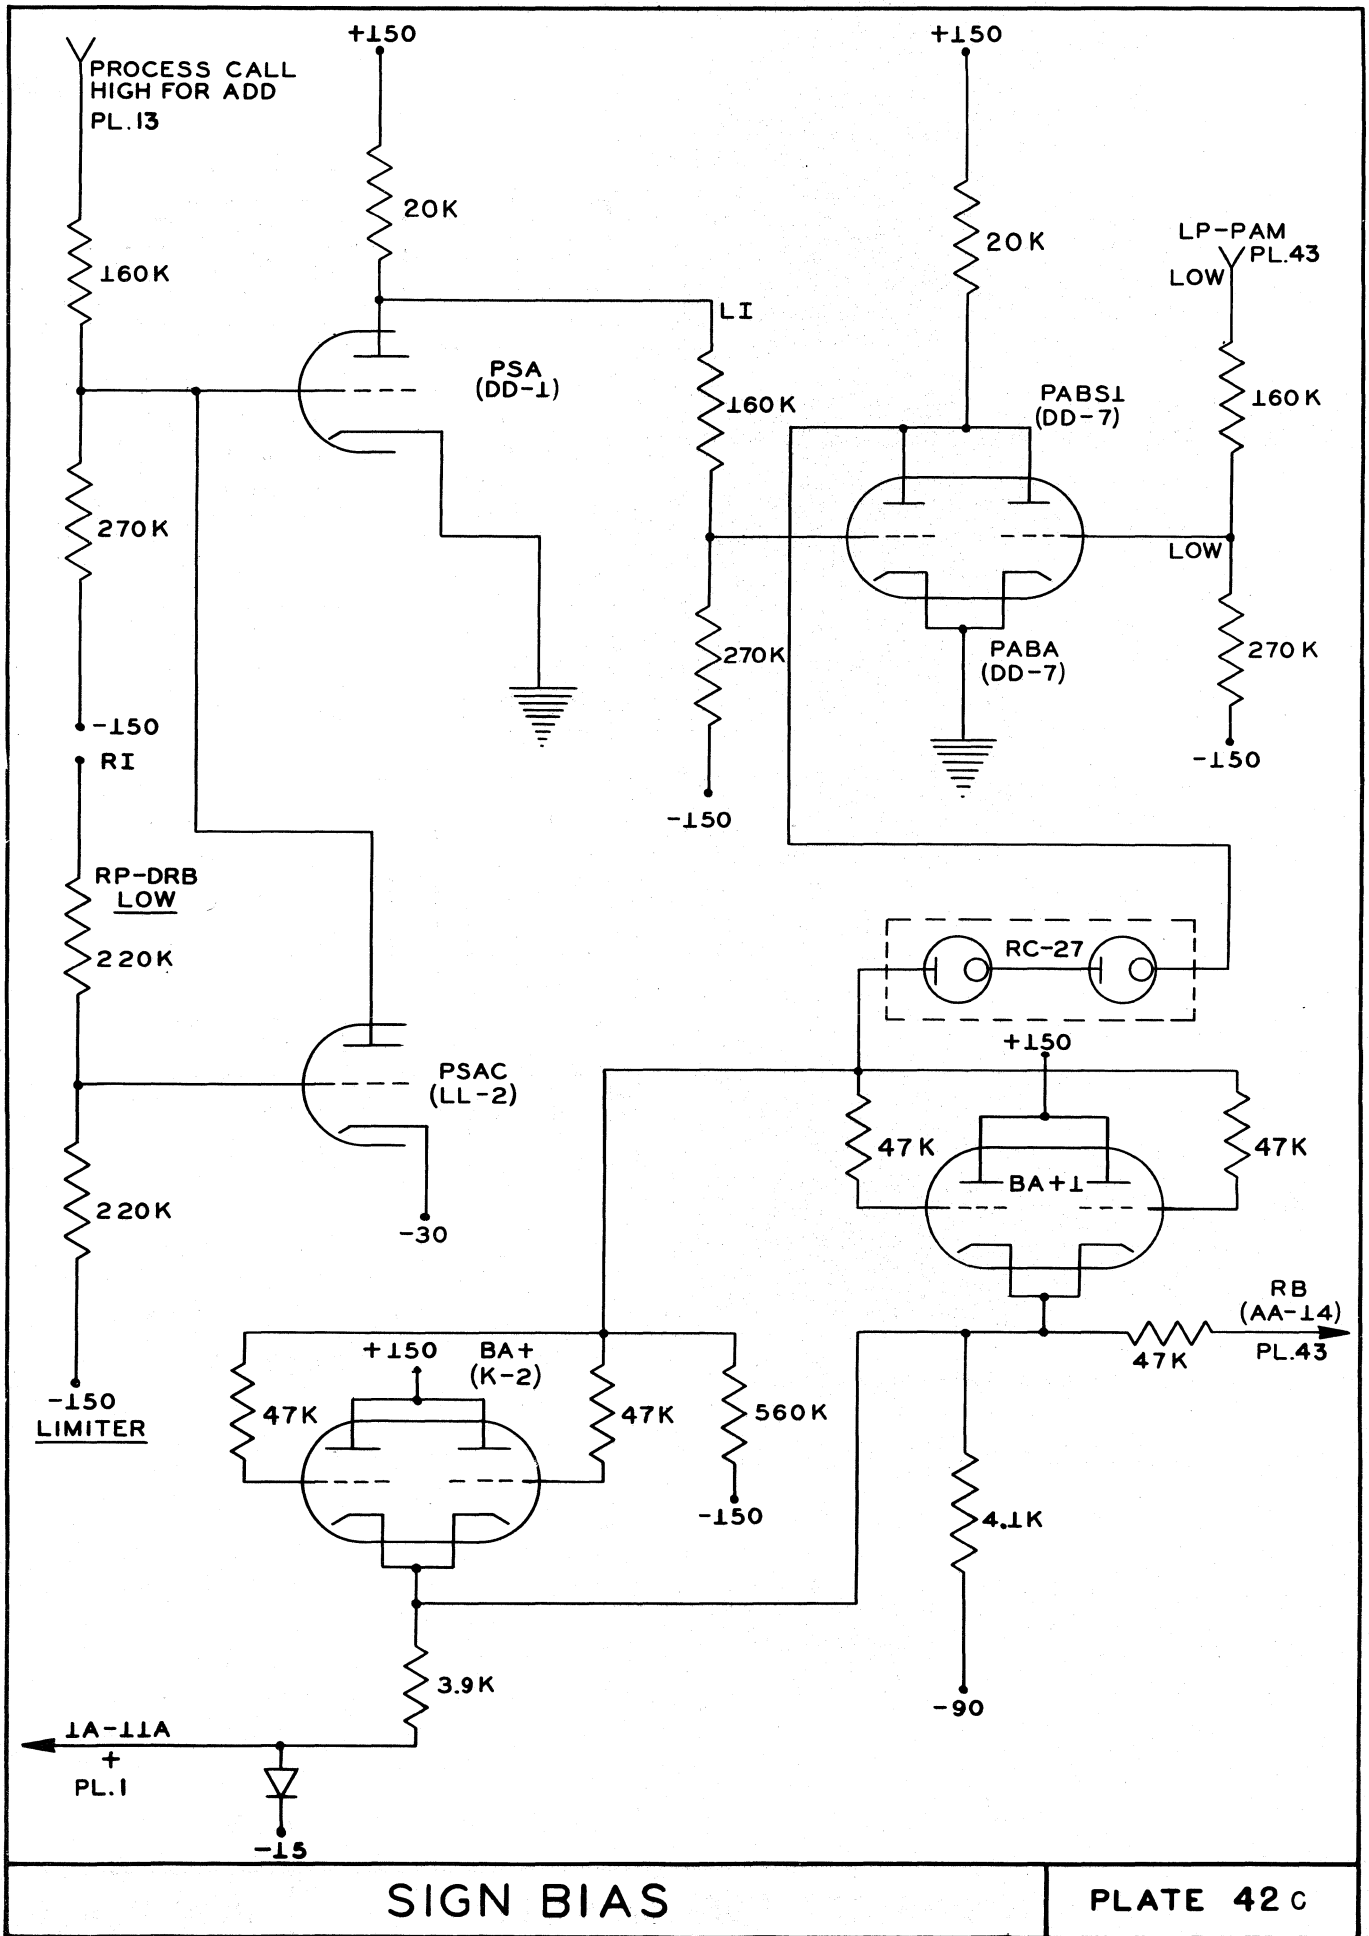 PROCESS CALL
HIGH FOR ADD
PL.13
+150
+150
160K
20K
20K
LP-PAM
PL.43
LOW
LI
PSA
(DD-1)
160K
PABS1
(DD-7)
160K
270K
LOW
270K
PABA
(DD-7)
270K
-150
RI
-150
-150
RP-DRB
LOW
220K
RC-27
+150
PSAC
(LL-2)
47K
47K
BA+1
220K
-30
RB
(AA-14)
47K
PL.43
+150
BA+
(K-2)
-150
LIMITER
47K
47K
560K
-150
4.1K
3.9K
-90
1A-11A
+
PL.1
-15
SIGN BIAS
PLATE 42C